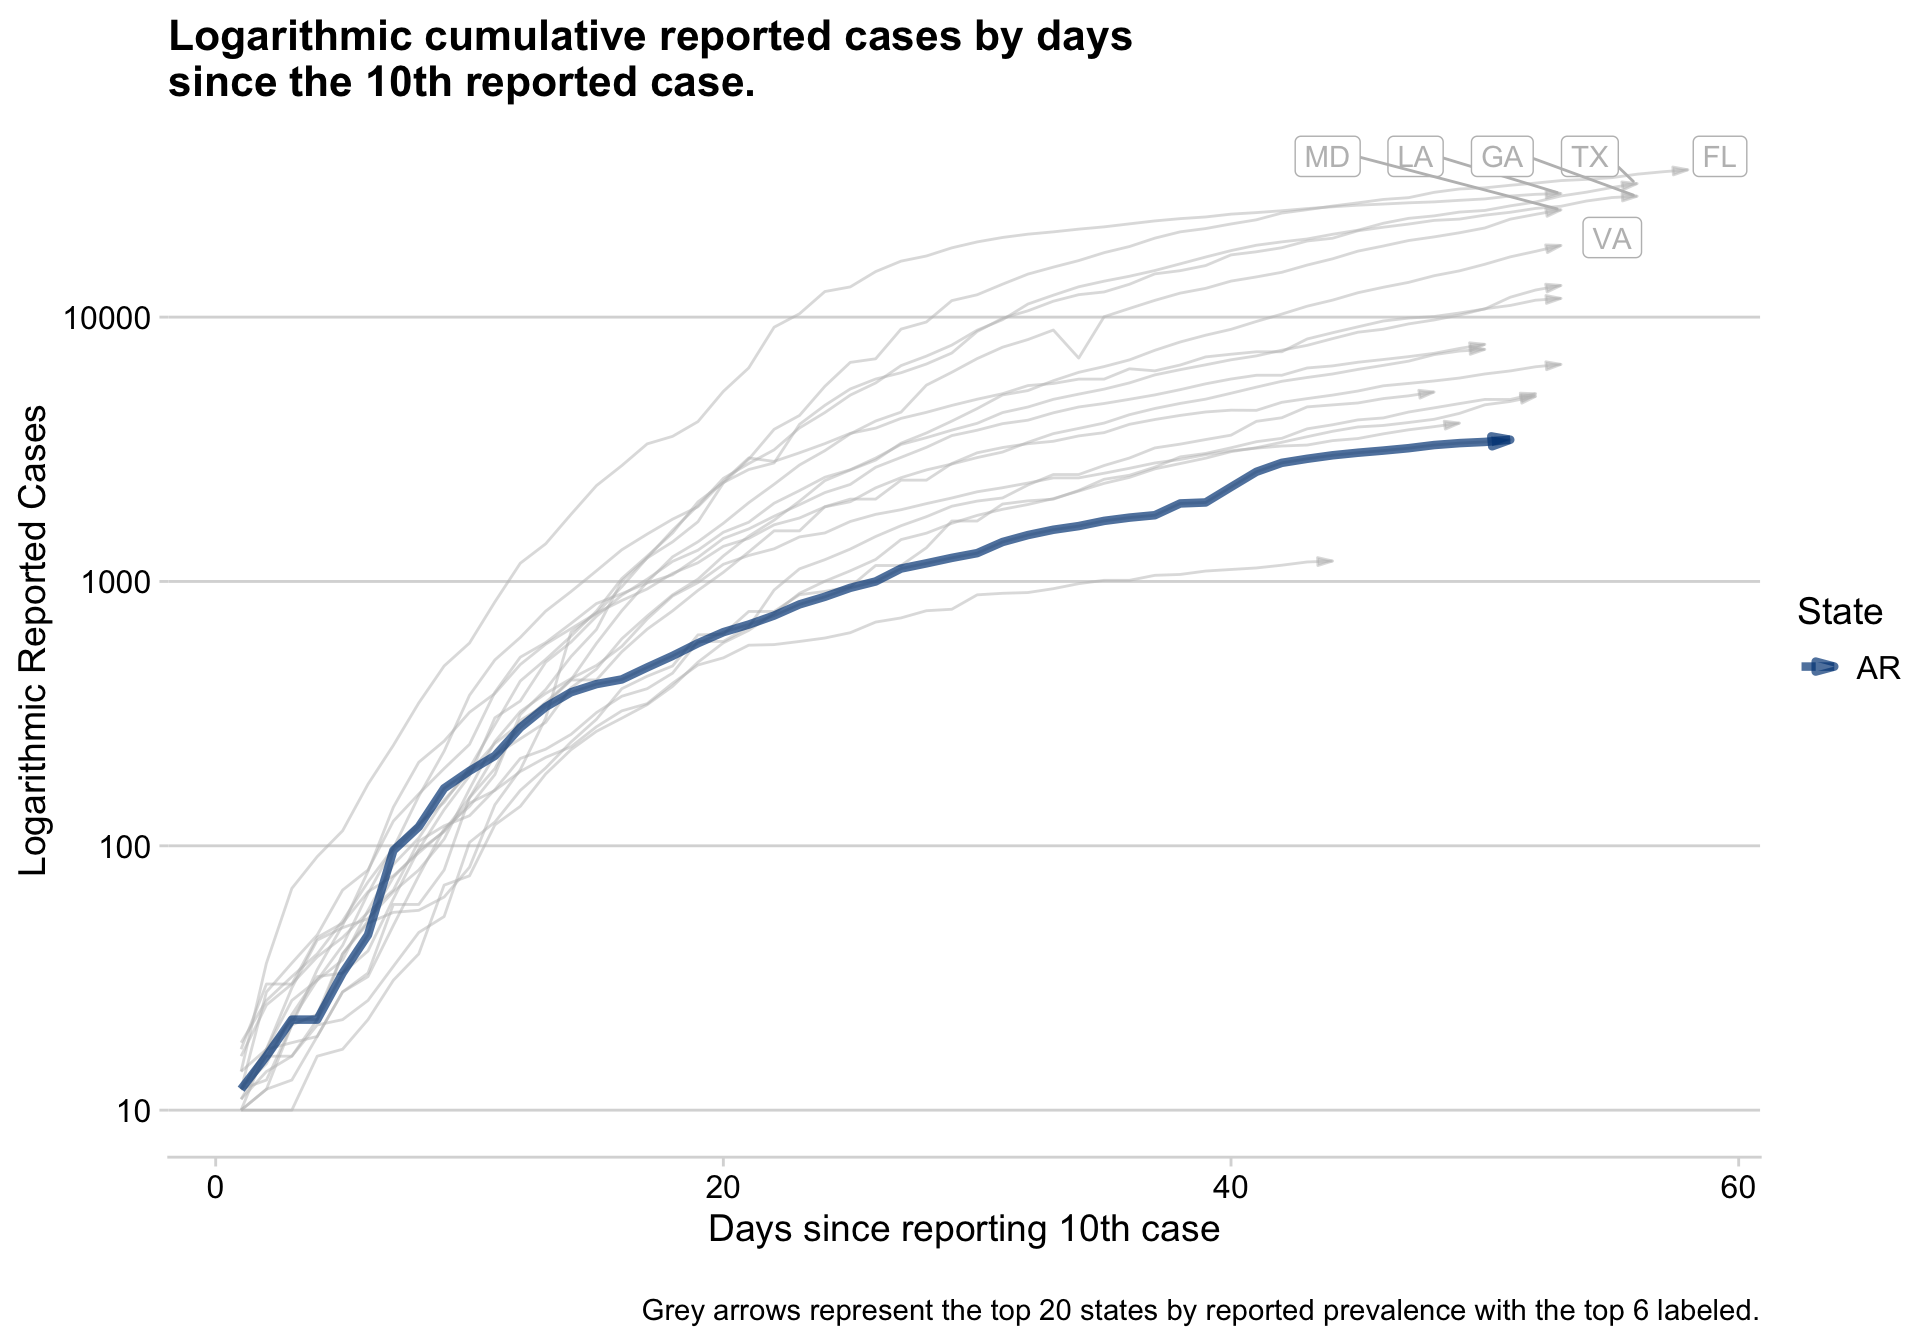 Logarithmic cumulative reported cases by days
since the 10th reported case.
MD LA GA TX FL
VA
10000
1000
100
10
Logarithmic Reported Cases
0 20 40 60
Days since reporting 10th case
State
AR
Grey arrows represent the top 20 states by reported prevalence with the top 6 labeled.